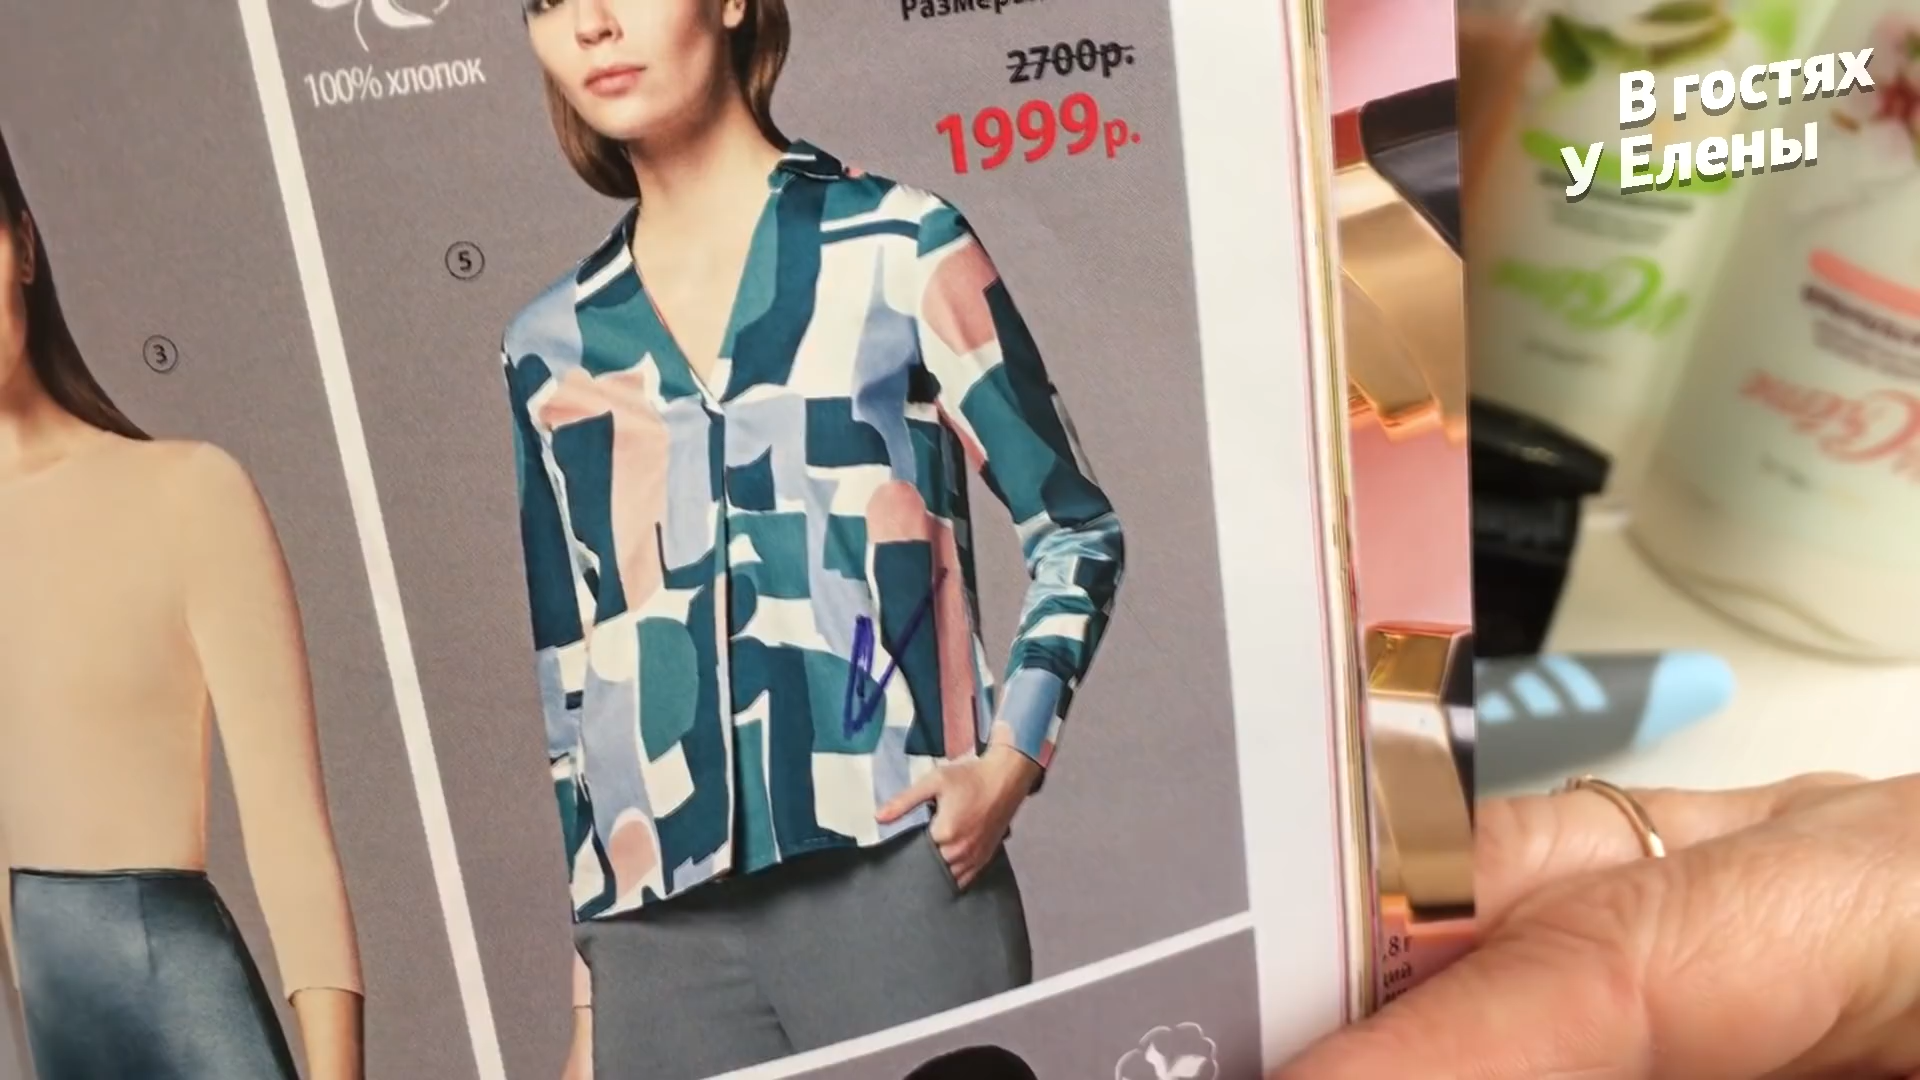 100% хлопок
2700р.
1999р.
5
3
В гостях
у Елены